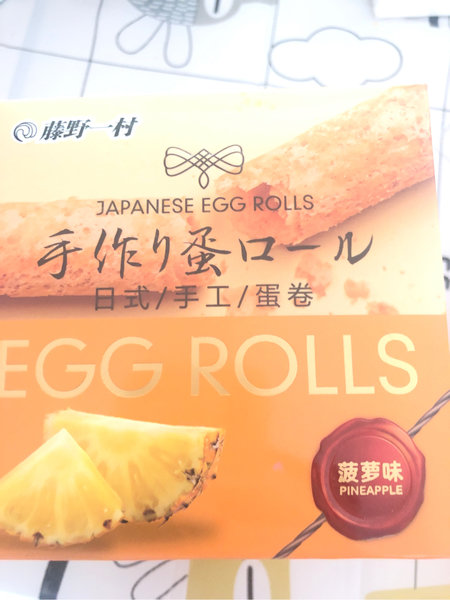 藤野一村
JAPANESE EGG ROLLS
手作り蛋ロール
日式/手工/蛋卷
EGG ROLLS
菠萝味
PINEAPPLE